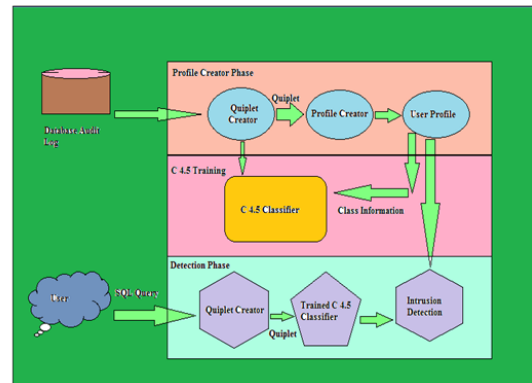 Profile Creator Phase
Quiplet
Quiplet
Creator
Profile Creator
User Profile
Database Audit
Log
C 4.5 Training
C 4.5 Classifier
Class Information
Detection Phase
User
SQL Query
Quiplet Creator
Quiplet
Trained C 4.5
Classifier
Intrusion
Detection